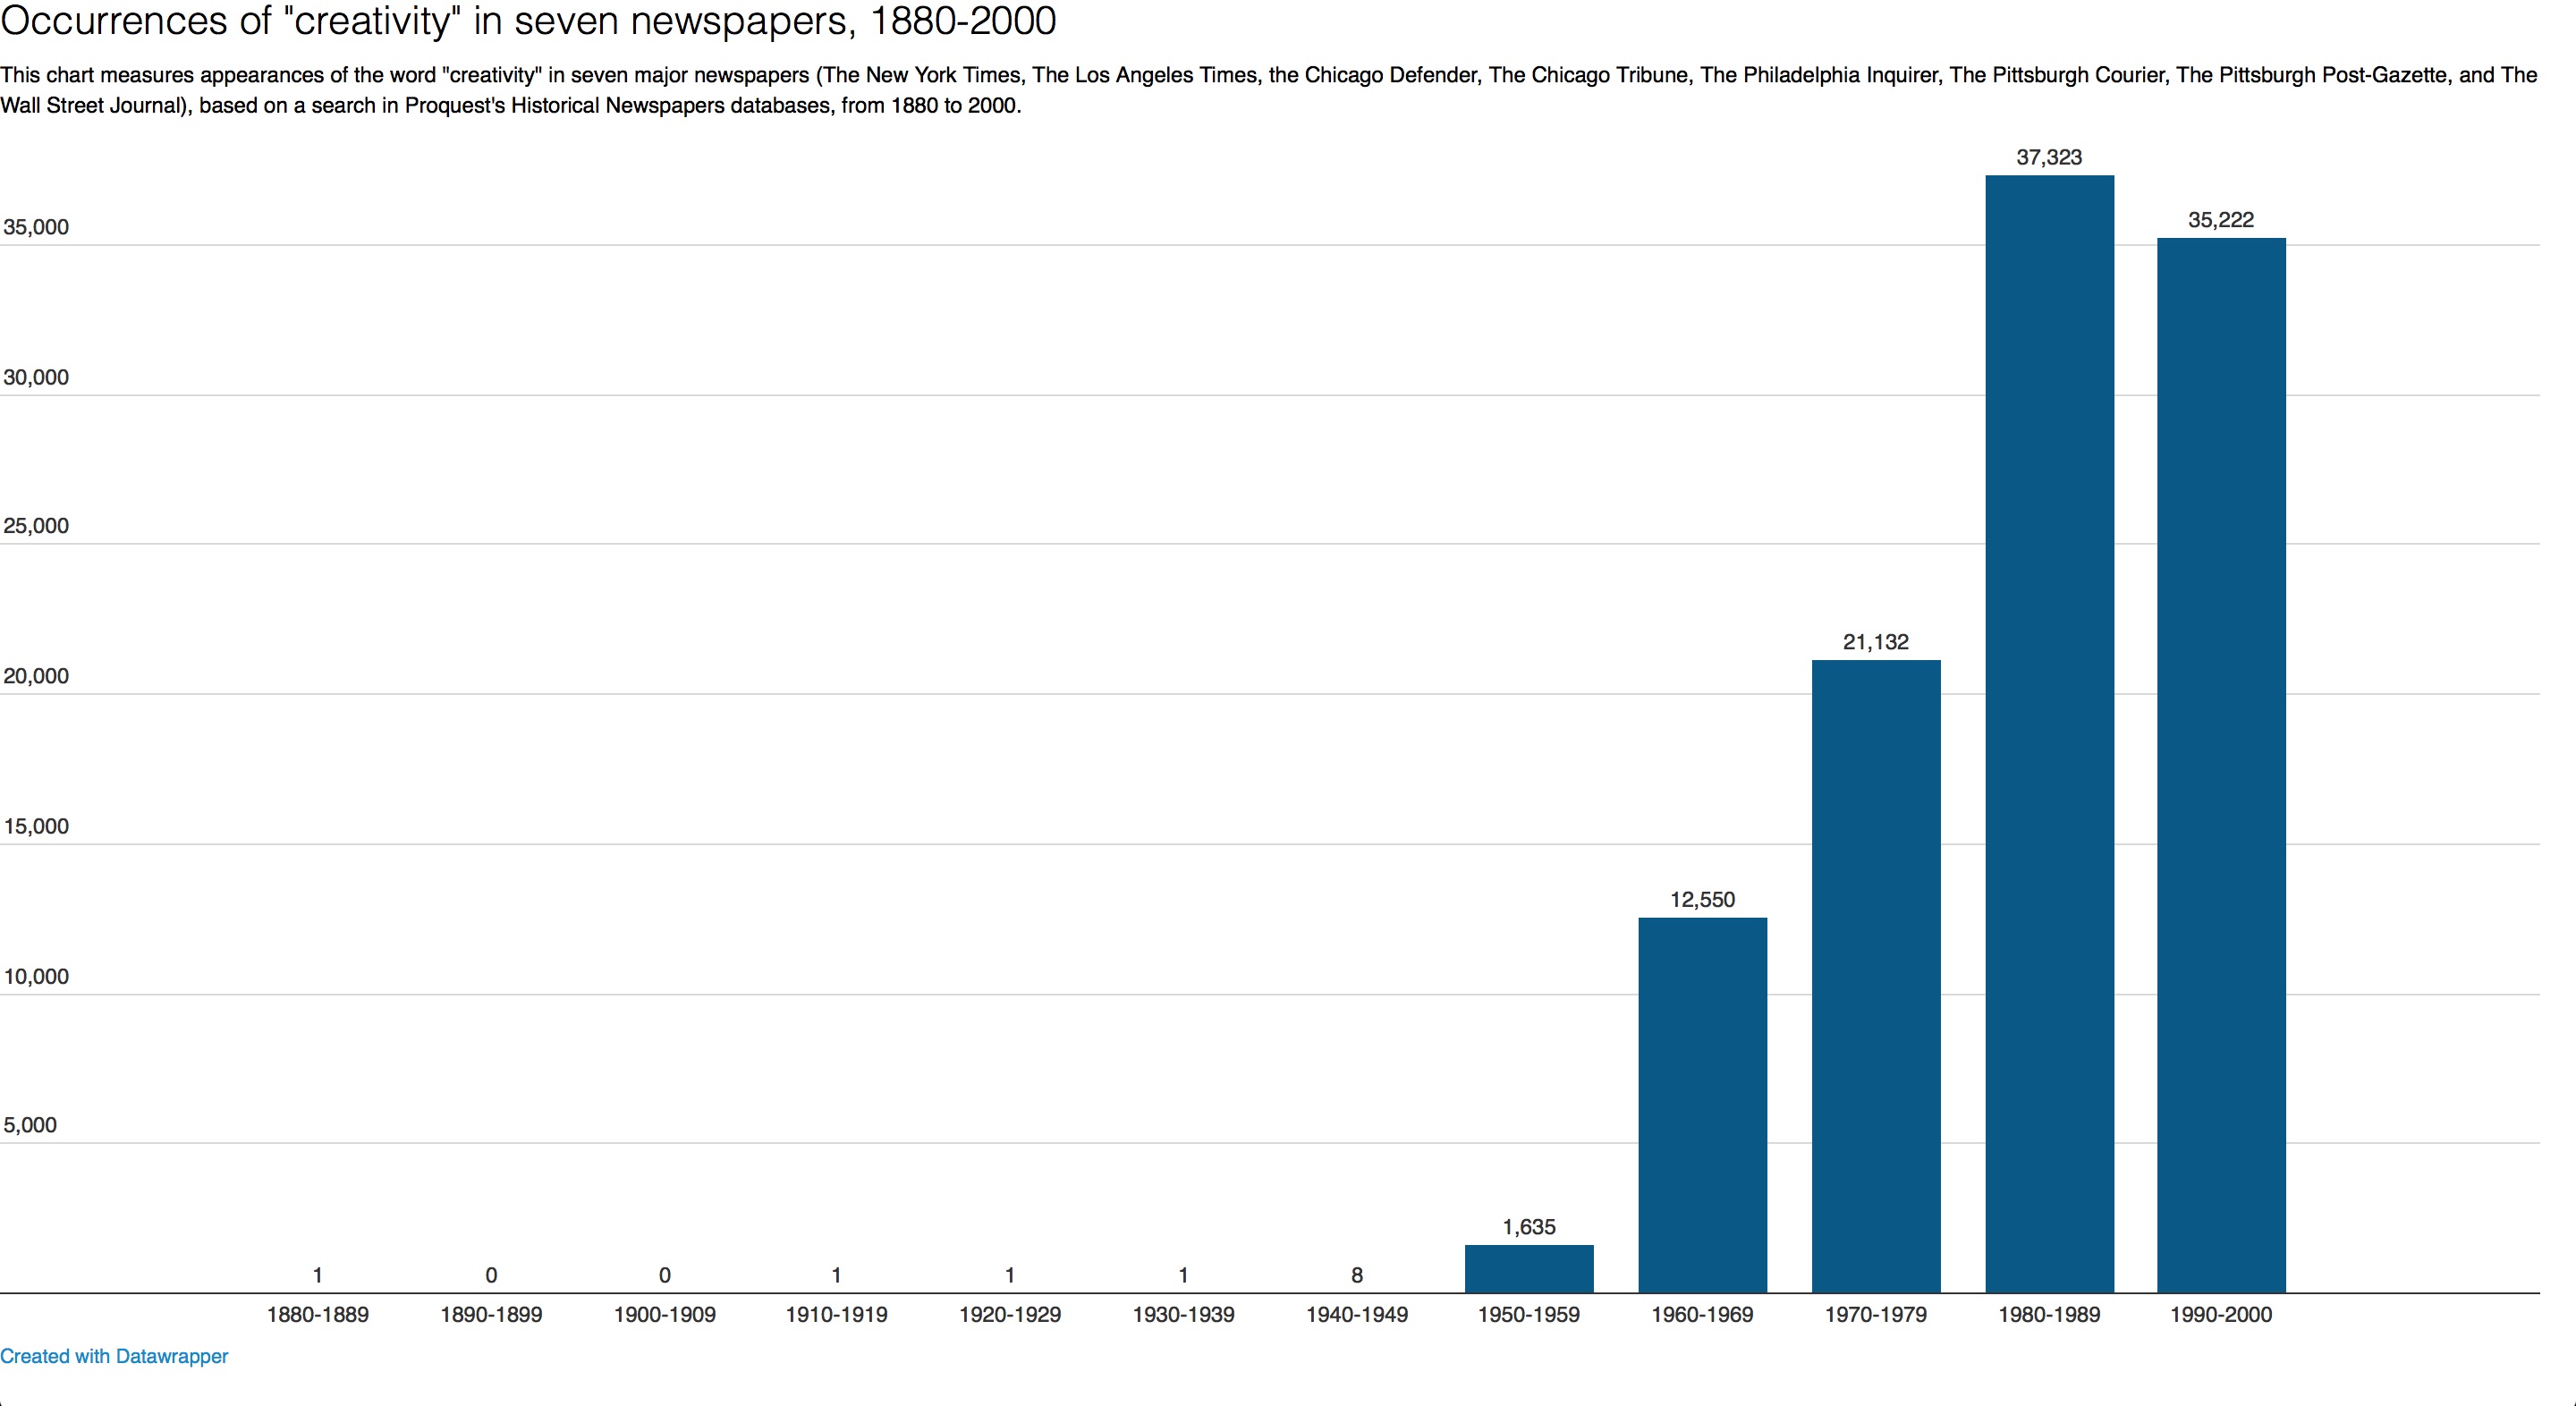 Occurrences of "creativity" in seven newspapers, 1880-2000
This chart measures appearances of the word "creativity" in seven major newspapers (The New York Times, The Los Angeles Times, the Chicago Defender, The Chicago Tribune, The Philadelphia Inquirer, The Pittsburgh Courier, The Pittsburgh Post-Gazette, and The
Wall Street Journal), based on a search in Proquest's Historical Newspapers databases, from 1880 to 2000.
37,323
35,222
35,000
30,000
25,000
21,132
20,000
15,000
12,550
10,000
5,000
1,635
1 0 0 1 1 1 8
1880-1889 1890-1899 1900-1909 1910-1919 1920-1929 1930-1939 1940-1949 1950-1959 1960-1969 1970-1979 1980-1989 1990-2000
Created with Datawrapper